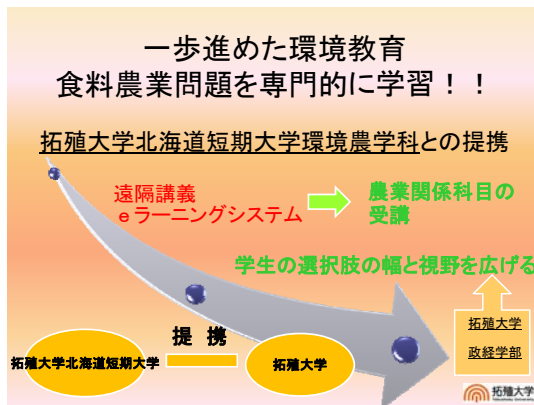 一歩進めた環境教育
食料農業問題を専門的に学習！！
拓殖大学北海道短期大学環境農学科との提携
遠隔講義
eラーニングシステム
農業関係科目の
受講
学生の選択肢の幅と視野を広げる
提 携
拓殖大学北海道短期大学
拓殖大学
拓殖大学
政経学部
拓殖大学